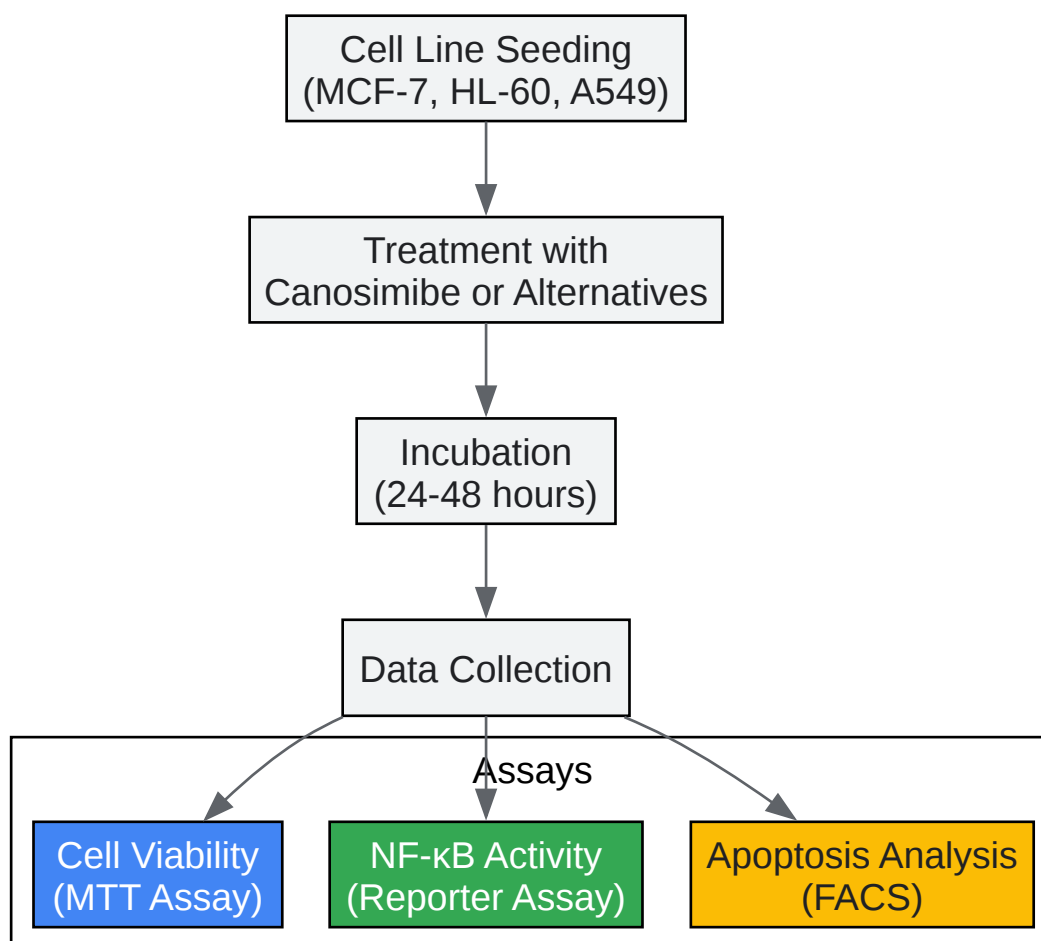 Cell Line Seeding
(MCF-7, HL-60, A549)
Treatment with
Canosimibe or Alternatives
Incubation
(24-48 hours)
Data Collection
Assays
Cell Viability
(MTT Assay)
NF-κB Activity
(Reporter Assay)
Apoptosis Analysis
(FACS)